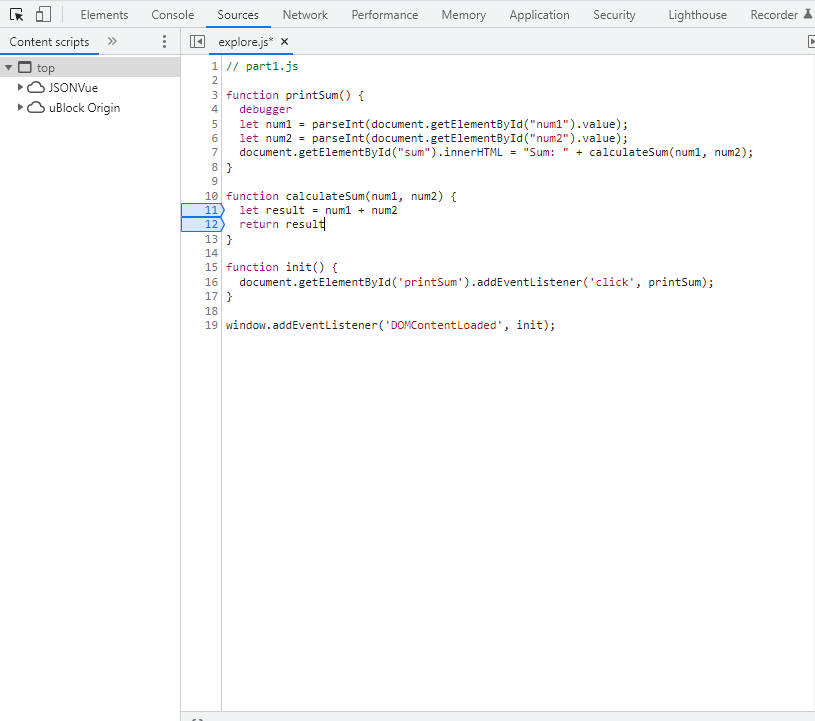 Elements Console Sources Network Performance Memory Application Security Lighthouse Recorder
Content scripts
explore.js*
top
JSONVue
uBlock Origin
1 // part1.js
2
3 function printSum() {
4 debugger
5 let num1 = parseInt(document.getElementById("num1").value);
6 let num2 = parseInt(document.getElementById("num2").value);
7 document.getElementById("sum").innerHTML = "Sum: " + calculateSum(num1, num2);
8 }
9
10 function calculateSum(num1, num2) {
11 let result = num1 + num2
12 return result
13 }
14
15 function init() {
16 document.getElementById('printSum').addEventListener('click', printSum);
17 }
18
19 window.addEventListener('DOMContentLoaded', init);